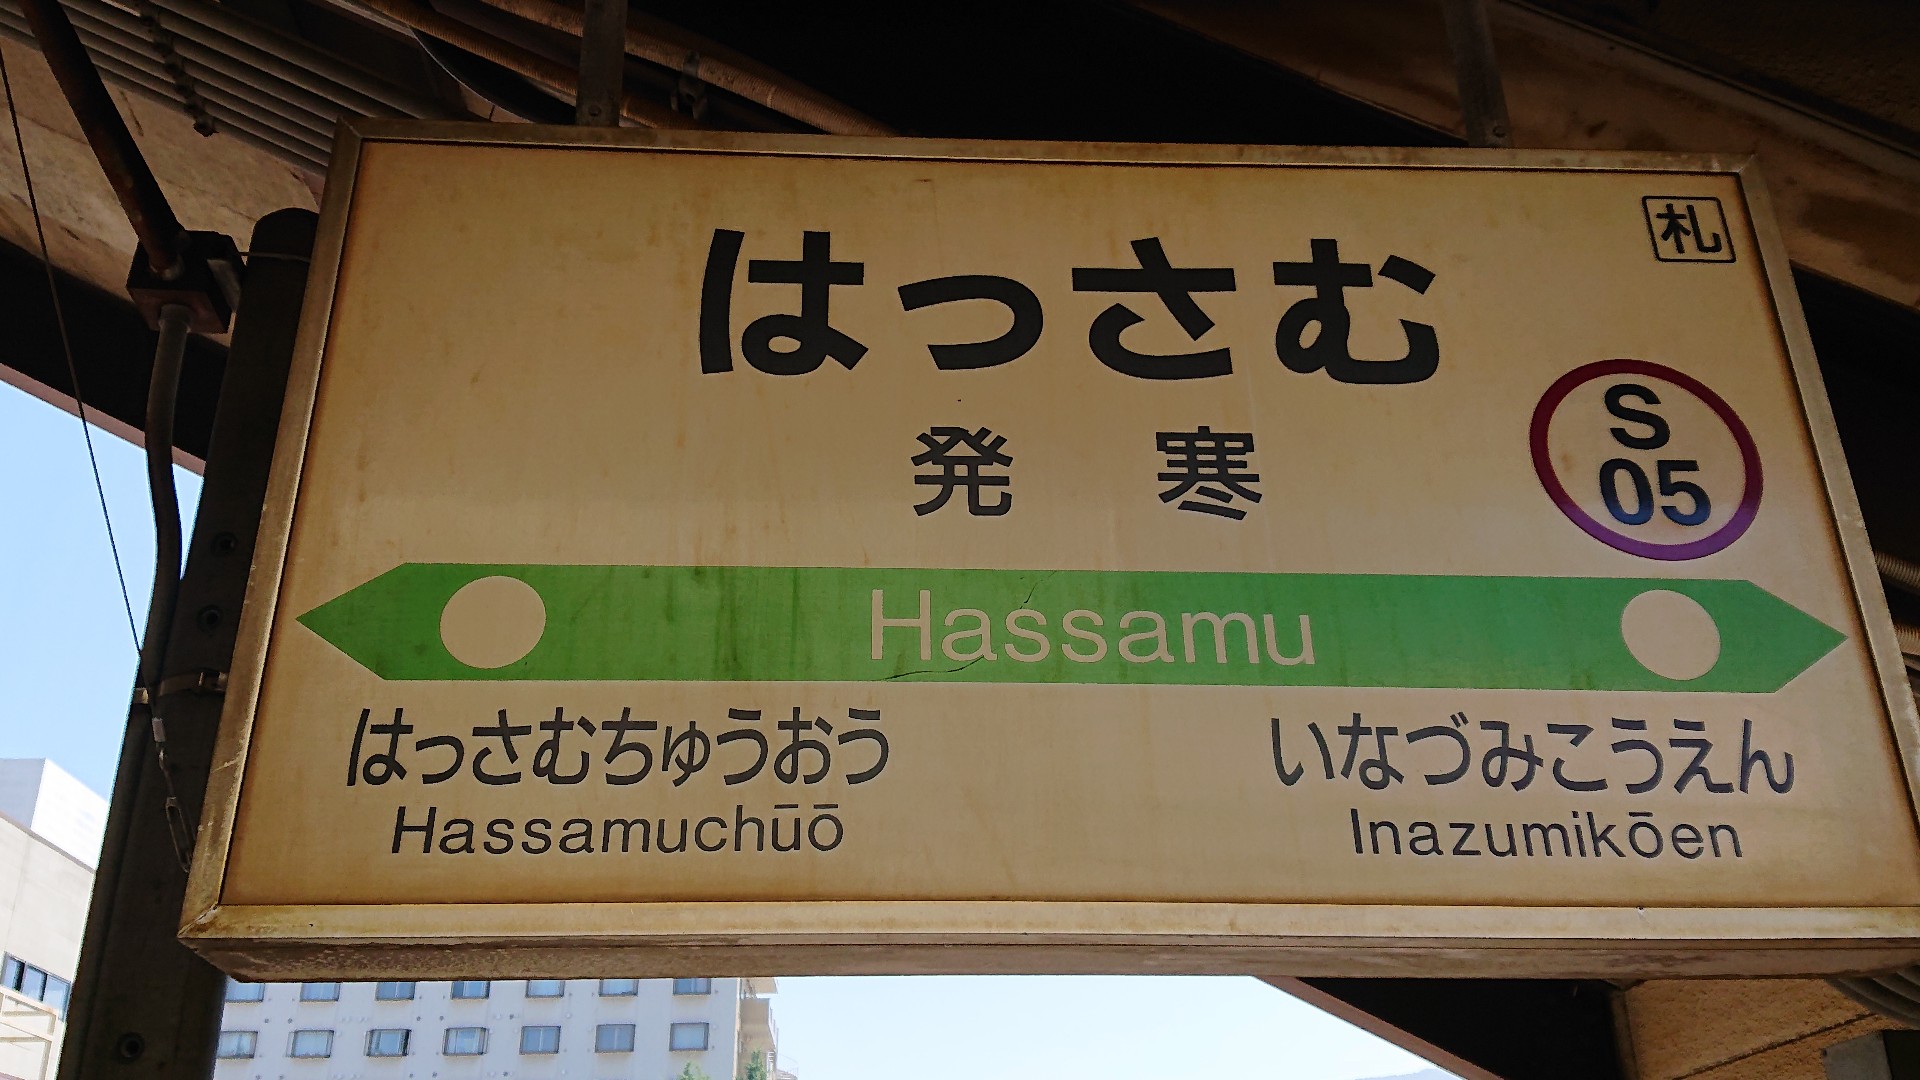 札
はっさむ
発寒
S
05
Hassamu
はっさむちゅうおう
Hassamuchūō
いなづみこうえん
Inazumikōen